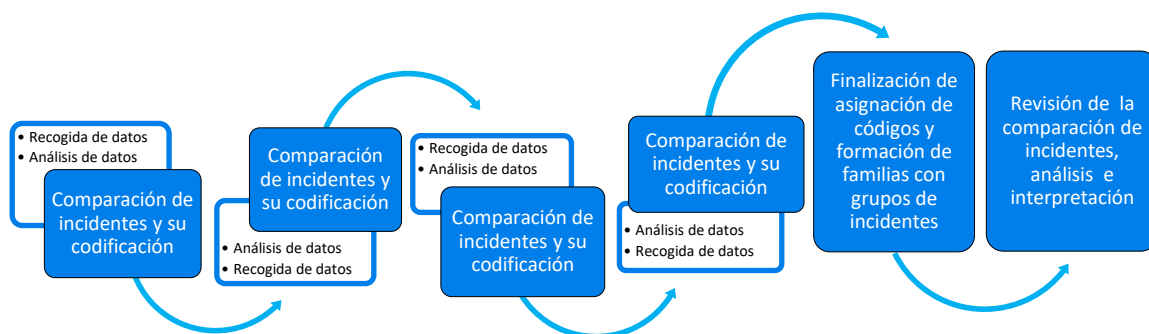 • Recogida de datos
• Análisis de datos
Comparación de
incidentes y su
codificación
Comparación
de incidentes y
su codificación
• Análisis de datos
• Recogida de datos
• Recogida de datos
• Análisis de datos
Comparación de
incidentes y su
codificación
Comparación de
incidentes y su
codificación
• Análisis de datos
• Recogida de datos
Finalización de
asignación de
códigos y
formación de
familias con
grupos de
incidentes
Revisión de la
comparación de
incidentes,
análisis e
interpretación